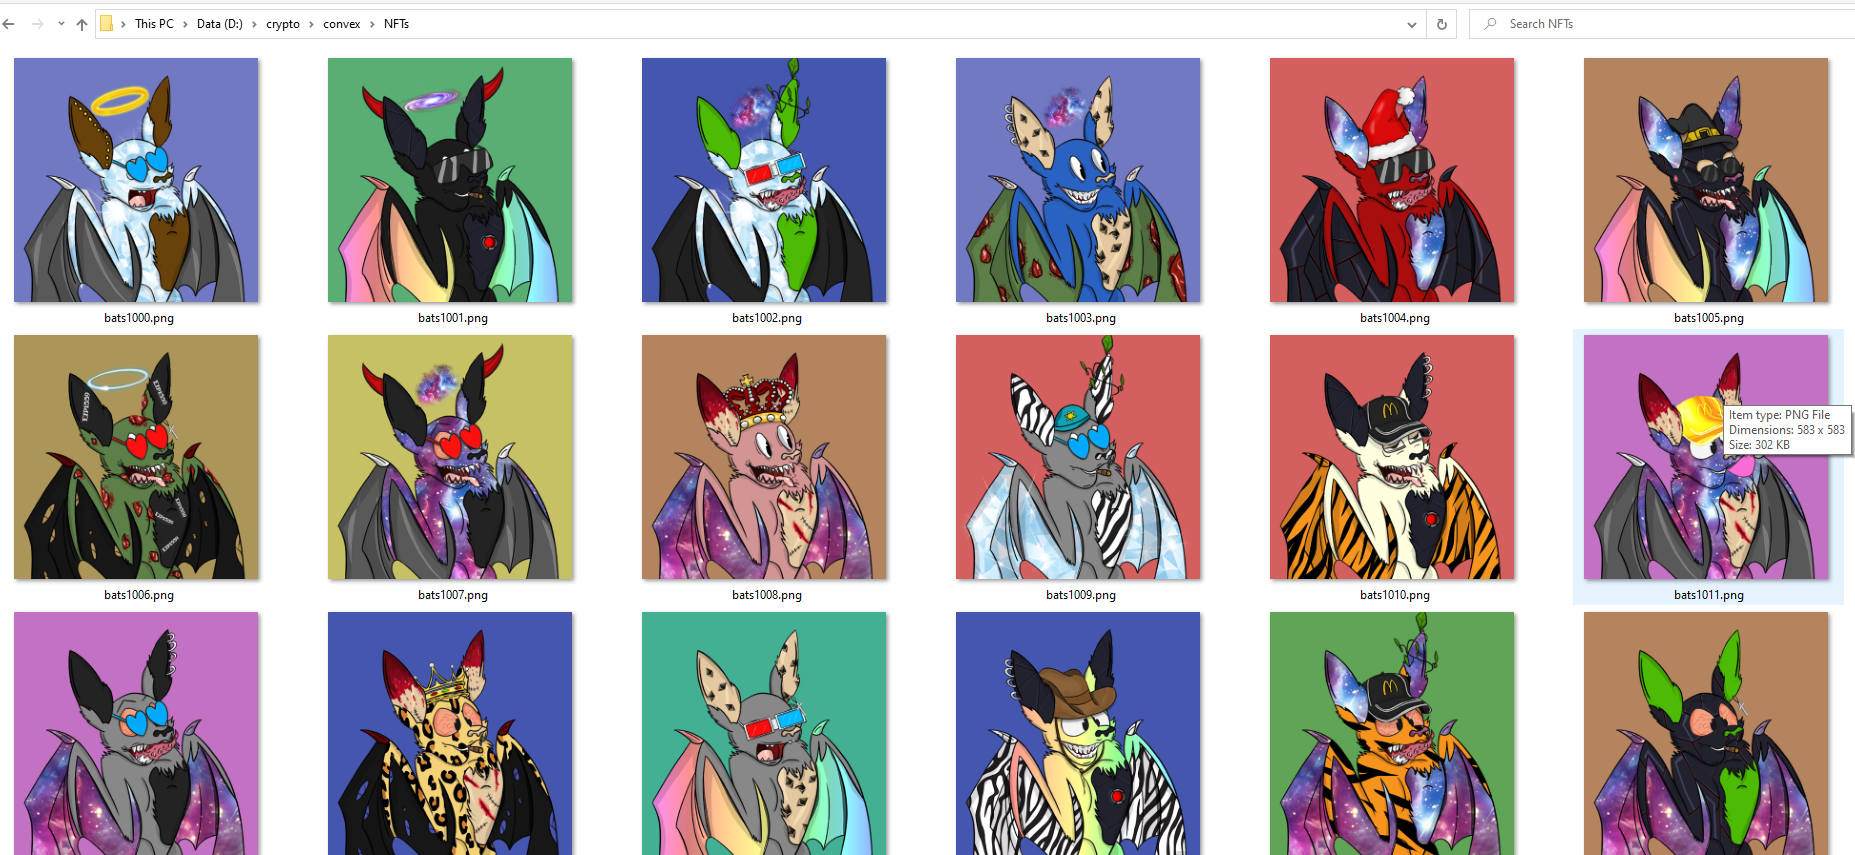 This PC > Data (D:) > crypto > convex > NFTs
Search NFTs
bats1000.png
bats1001.png
bats1002.png
bats1003.png
bats1004.png
bats1005.png
Item type: PNG File
Dimensions: 583 x 583
Size: 302 KB
bats1006.png
bats1007.png
bats1008.png
bats1009.png
bats1010.png
bats1011.png